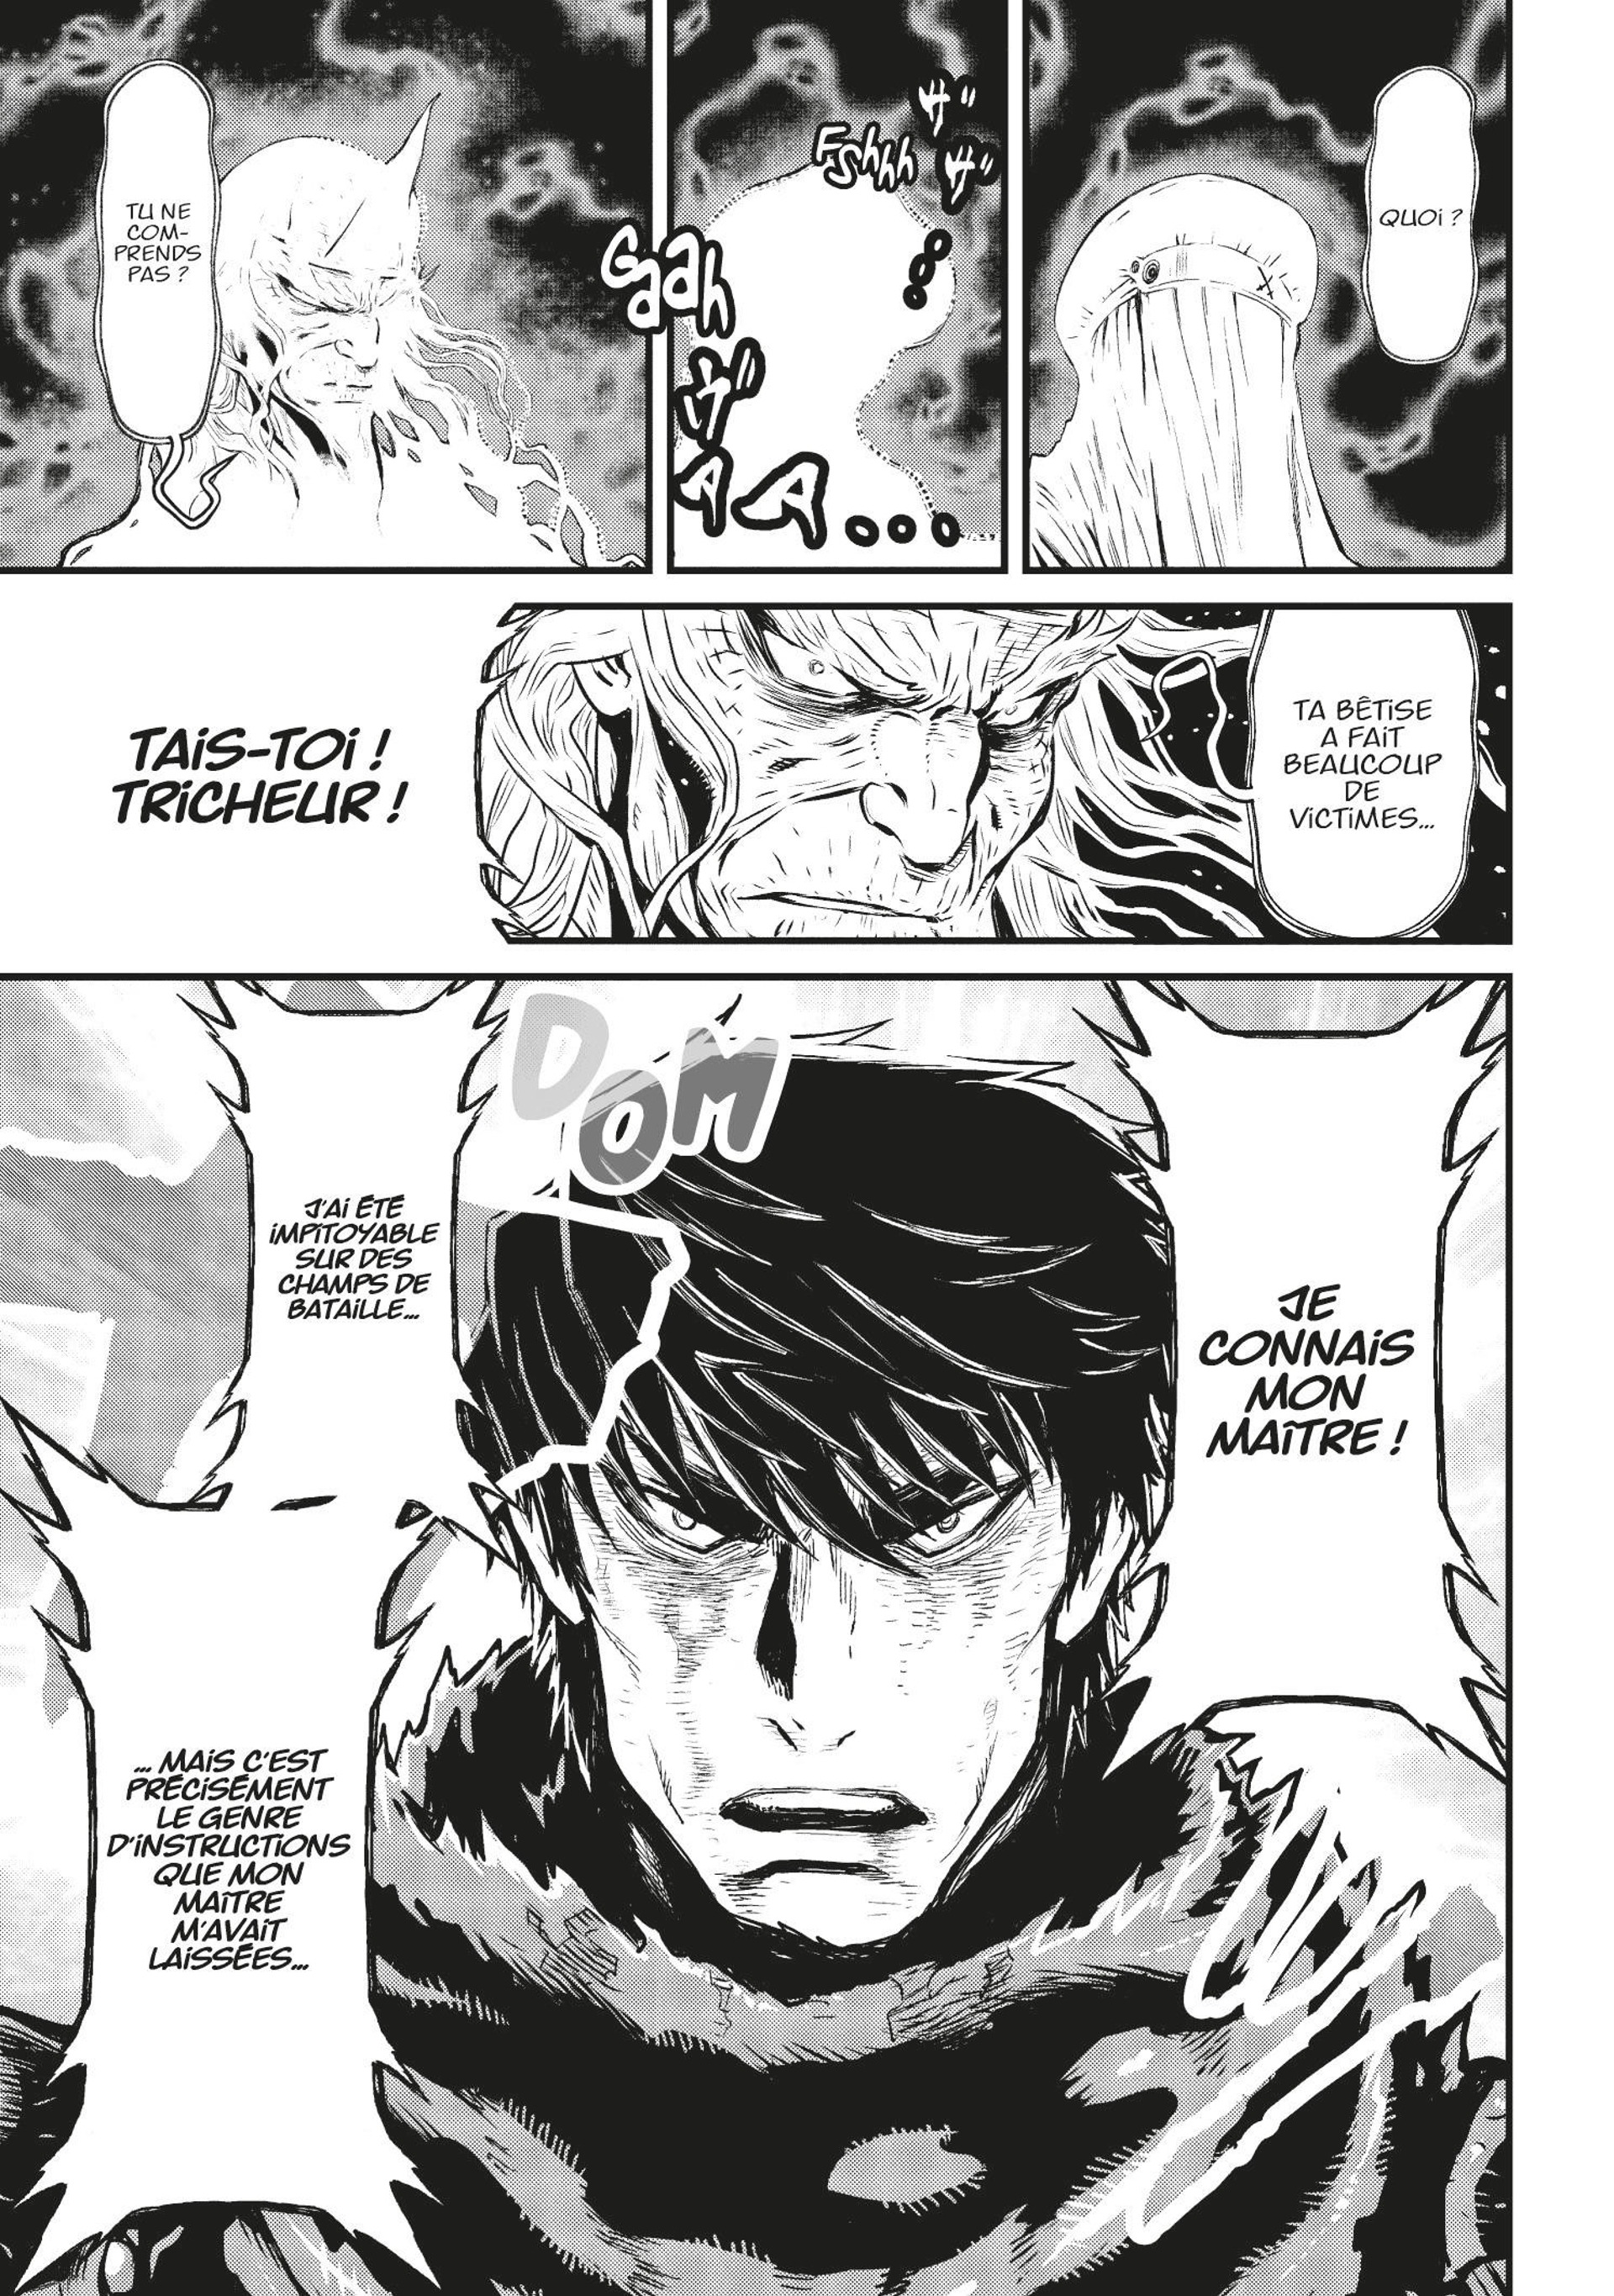 QUOI ?
ザ"
ザ"
Fshhh
Gaaah
ザ"
A
A...
TU NE
COM-
PRENDS
PAS ?
TA BÊTISE
A FAIT
BEAUCOUP
DE
VICTIMES...
TAIS-TOI !
TRICHEUR !
JE
CONNAIS
MON
MAÎTRE !
DOM
J'AI ÉTÉ
IMPITOYABLE
SUR DES
CHAMPS DE
BATAILLE...
... MAIS C'EST
PRÉCISÉMENT
LE GENRE
D'INSTRUCTIONS
QUE MON
MAÎTRE
M'AVAIT
LAISSÉES...